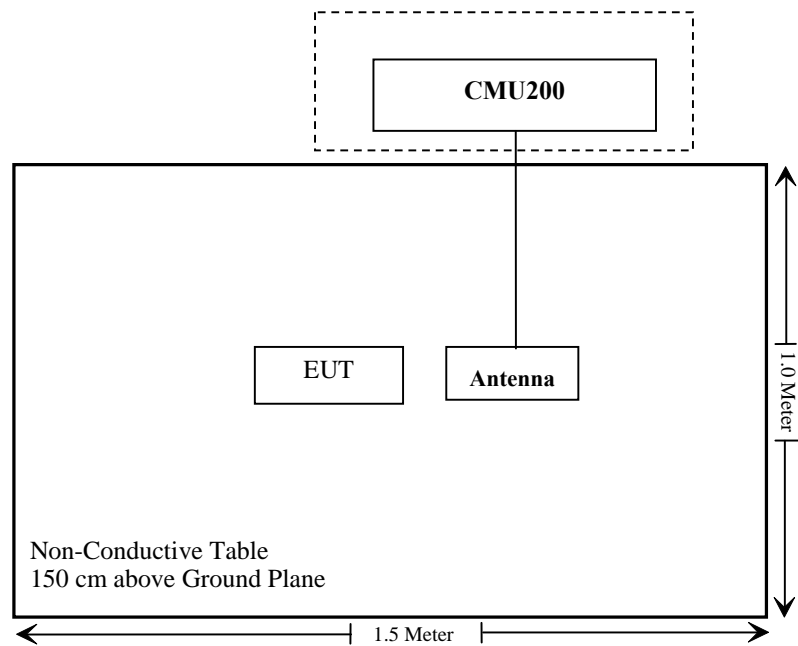 CMU200
EUT
Antenna
1.0 Meter
Non-Conductive Table
150 cm above Ground Plane
1.5 Meter